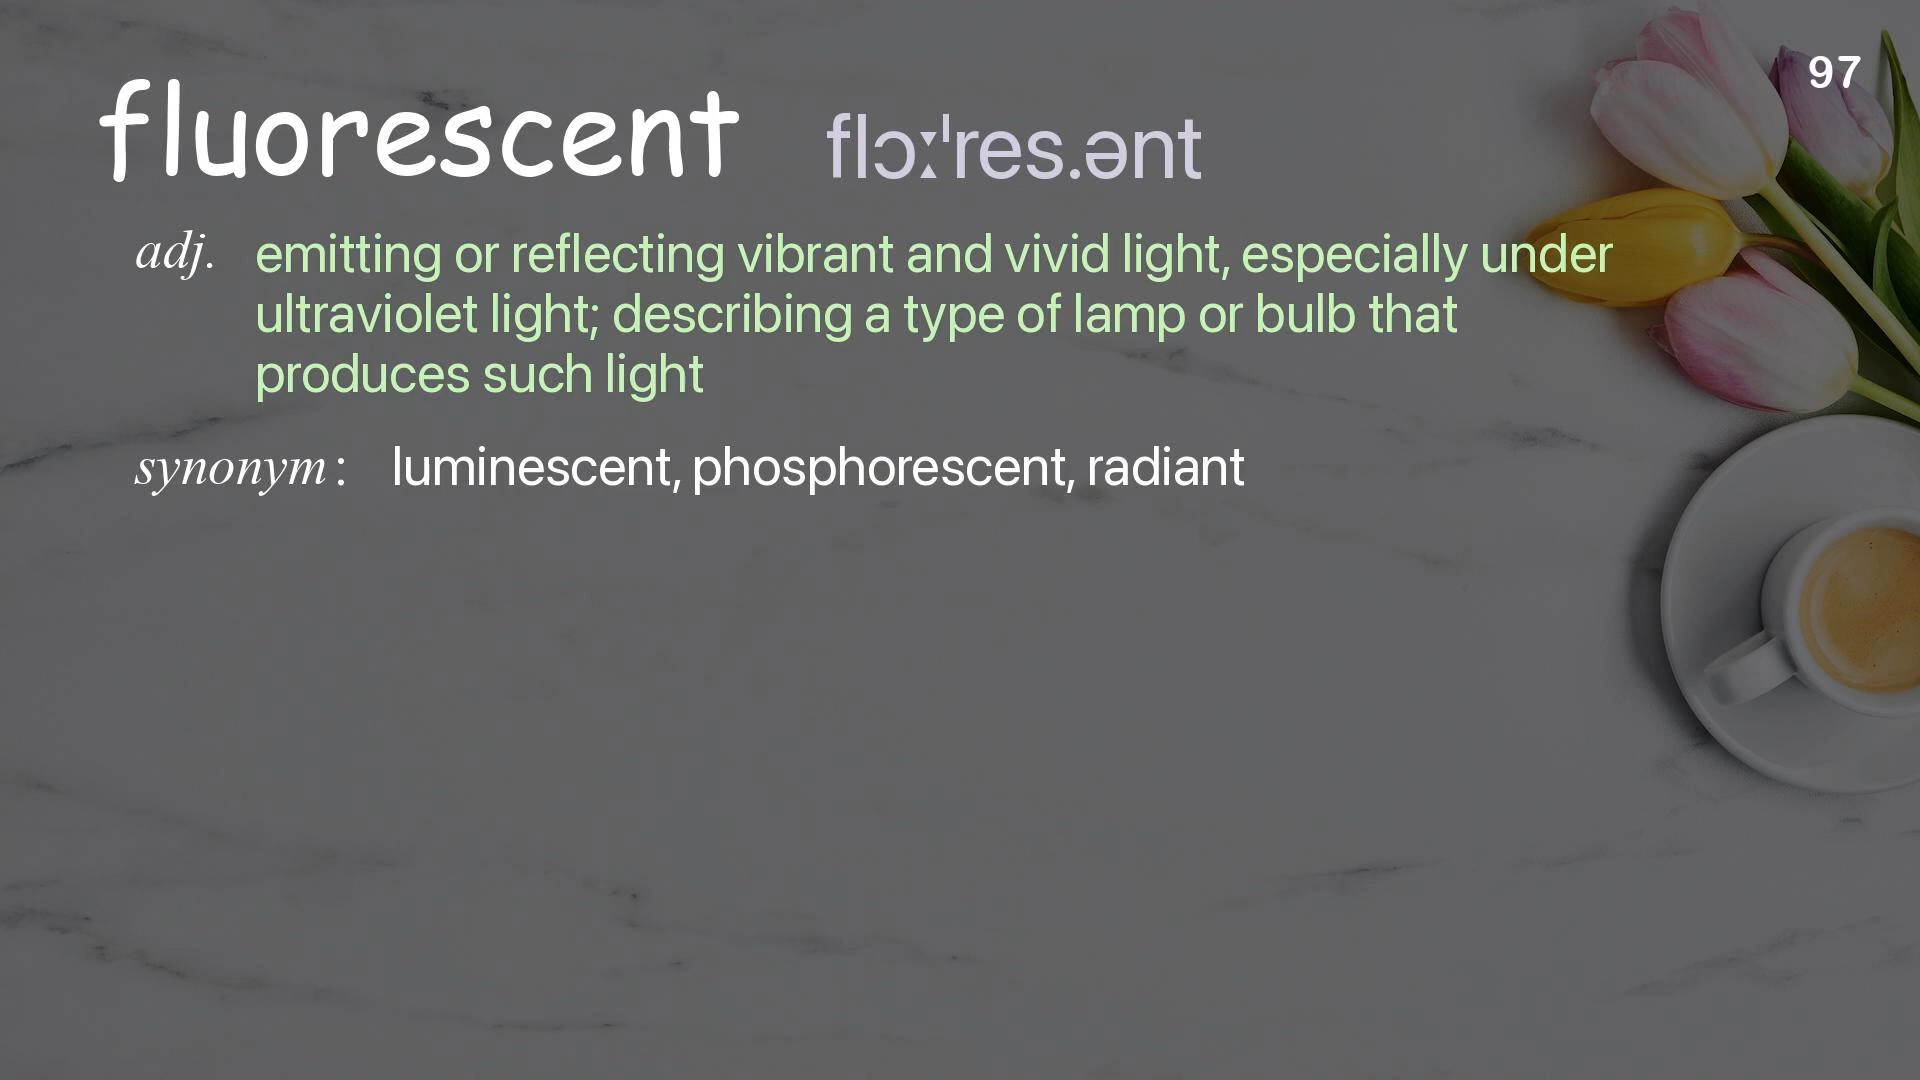 97
fluorescent flɔːˈres.ənt
adj. emitting or reflecting vibrant and vivid light, especially under
ultraviolet light; describing a type of lamp or bulb that
produces such light
synonym : luminescent, phosphorescent, radiant